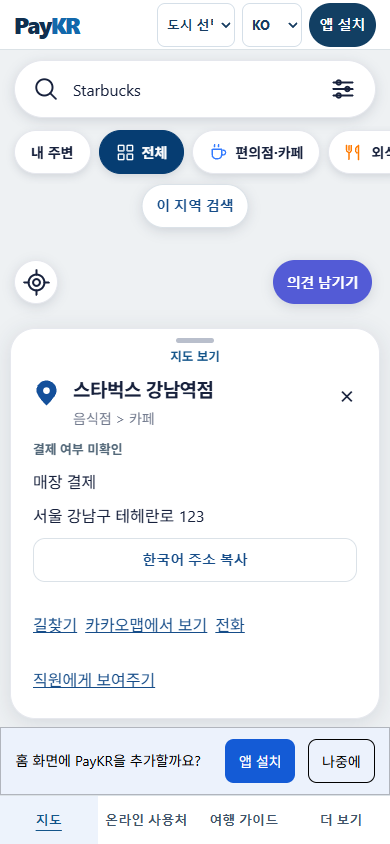 PayKR 도시 선 KO 앱 설치
Starbucks
내 주변 전체 편의점·카페 외식
이 지역 검색
의견 남기기
지도 보기
스타벅스 강남역점
음식점 > 카페
결제 여부 미확인
매장 결제
서울 강남구 테헤란로 123
한국어 주소 복사
길찾기 카카오맵에서 보기 전화
직원에게 보여주기
홈 화면에 PayKR을 추가할까요? 앱 설치 나중에
지도 온라인 사용처 여행 가이드 더 보기